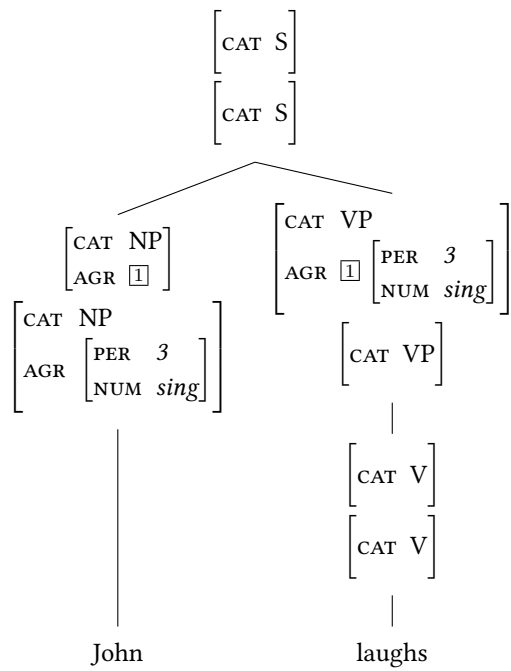 [CAT S]
[CAT S]
[CAT NP
AGR 1]
[CAT VP
AGR 1 [PER 3
NUM sing]]
[CAT NP
AGR [PER 3
NUM sing]]
[CAT VP]
[CAT V]
[CAT V]
John laughs